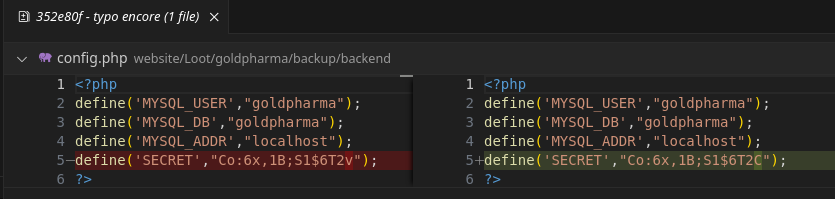 352e80f - typo encore (1 file)
config.php website/Loot/goldpharma/backup/backend
1 <?php
2 define('MYSQL_USER',"goldpharma");
3 define('MYSQL_DB',"goldpharma");
4 define('MYSQL_ADDR',"localhost");
5— define('SECRET',"Co:6x,1B;S1$6T2v");
6 ?>
1 <?php
2 define('MYSQL_USER',"goldpharma");
3 define('MYSQL_DB',"goldpharma");
4 define('MYSQL_ADDR',"localhost");
5+ define('SECRET',"Co:6x,1B;S1$6T2C");
6 ?>